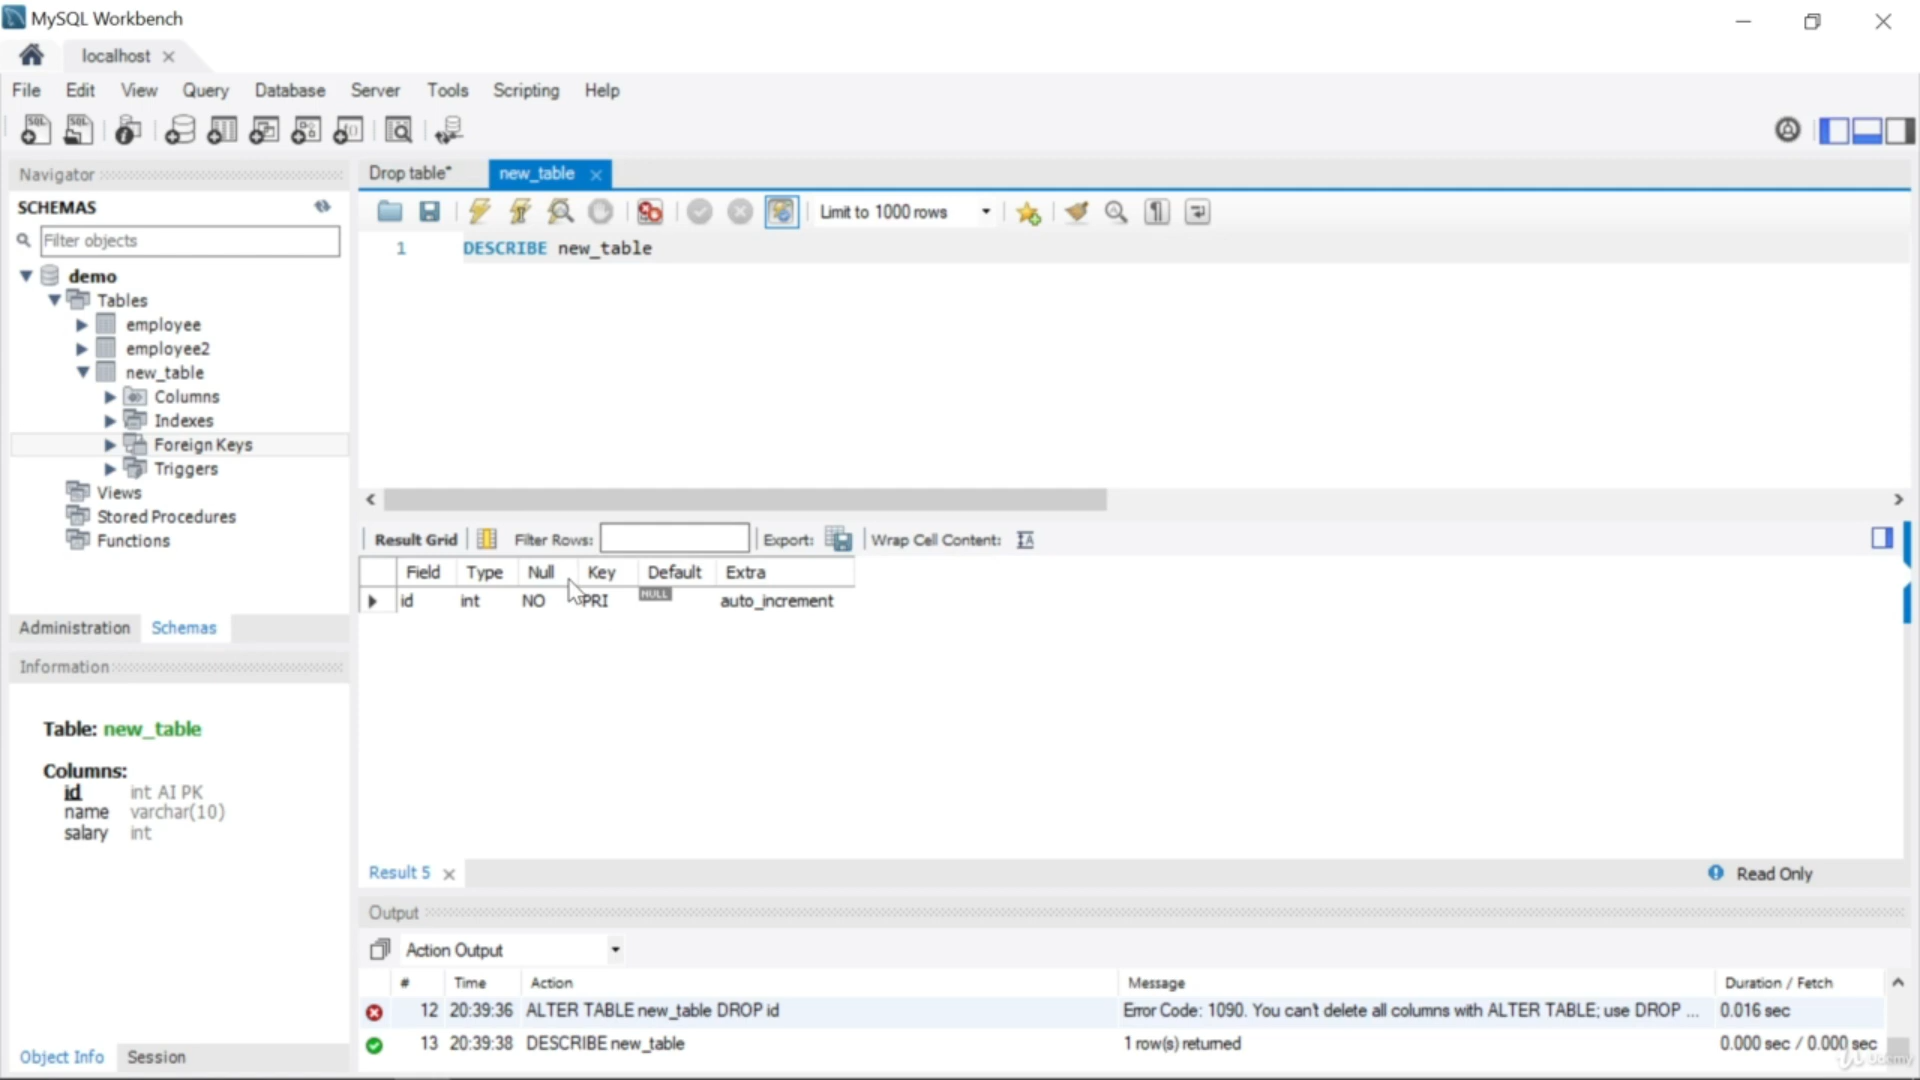 MySQL Workbench
localhost
File Edit View Query Database Server Tools Scripting Help
Navigator
SCHEMAS
Filter objects
demo
Tables
employee
employee2
new_table
Columns
Indexes
Foreign Keys
Triggers
Views
Stored Procedures
Functions
Administration Schemas
Information
Table: new_table
Columns:
id int AI PK
name varchar(10)
salary int
Object Info Session
Drop table* new_table
Limit to 1000 rows
1 DESCRIBE new_table
Result Grid Filter Rows: Export: Wrap Cell Content:
Field Type Null Key Default Extra
id int NO PRI NULL auto_increment
Result 5 Read Only
Output
Action Output
# Time Action Message Duration / Fetch
12 20:39:36 ALTER TABLE new_table DROP id Error Code: 1090. You can't delete all columns with ALTER TABLE; use DROP ... 0.016 sec
13 20:39:38 DESCRIBE new_table 1 row(s) returned 0.000 sec / 0.000 sec
Udemy